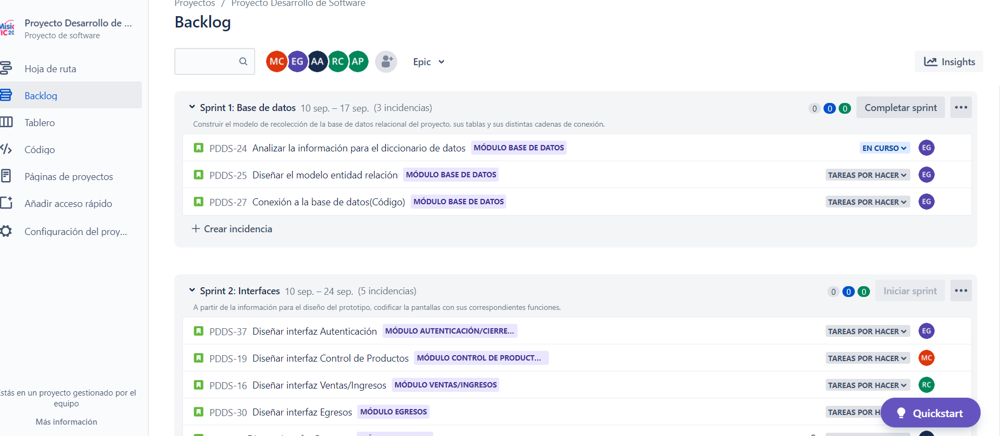 Proyectos / Proyecto Desarrollo de Software
Proyecto Desarrollo de ...
Proyecto de software
Hoja de ruta
Backlog
Tablero
Código
Páginas de proyectos
Añadir acceso rápido
Configuración del proy...
Estás en un proyecto gestionado por el
equipo
Más información
Backlog
MC EG AA RC AP
Epic
Insights
Sprint 1: Base de datos 10 sep. – 17 sep. (3 incidencias)
0 0 0 Completar sprint
Construir el modelo de recolección de la base de datos relacional del proyecto, sus tablas y sus distintas cadenas de conexión.
PDDS-24 Analizar la información para el diccionario de datos MÓDULO BASE DE DATOS EN CURSO EG
PDDS-25 Diseñar el modelo entidad relación MÓDULO BASE DE DATOS TAREAS POR HACER EG
PDDS-27 Conexión a la base de datos(Código) MÓDULO BASE DE DATOS TAREAS POR HACER EG
+ Crear incidencia
Sprint 2: Interfaces 10 sep. – 24 sep. (5 incidencias)
0 0 0 Iniciar sprint
A partir de la información para el diseño del prototipo, codificar la pantallas con sus correspondientes funciones.
PDDS-37 Diseñar interfaz Autenticación MÓDULO AUTENTICACIÓN/CIERRE... TAREAS POR HACER EG
PDDS-19 Diseñar interfaz Control de Productos MÓDULO CONTROL DE PRODUCT... TAREAS POR HACER MC
PDDS-16 Diseñar interfaz Ventas/Ingresos MÓDULO VENTAS/INGRESOS TAREAS POR HACER RC
PDDS-30 Diseñar interfaz Egresos MÓDULO EGRESOS TAREAS POR H
Quickstart